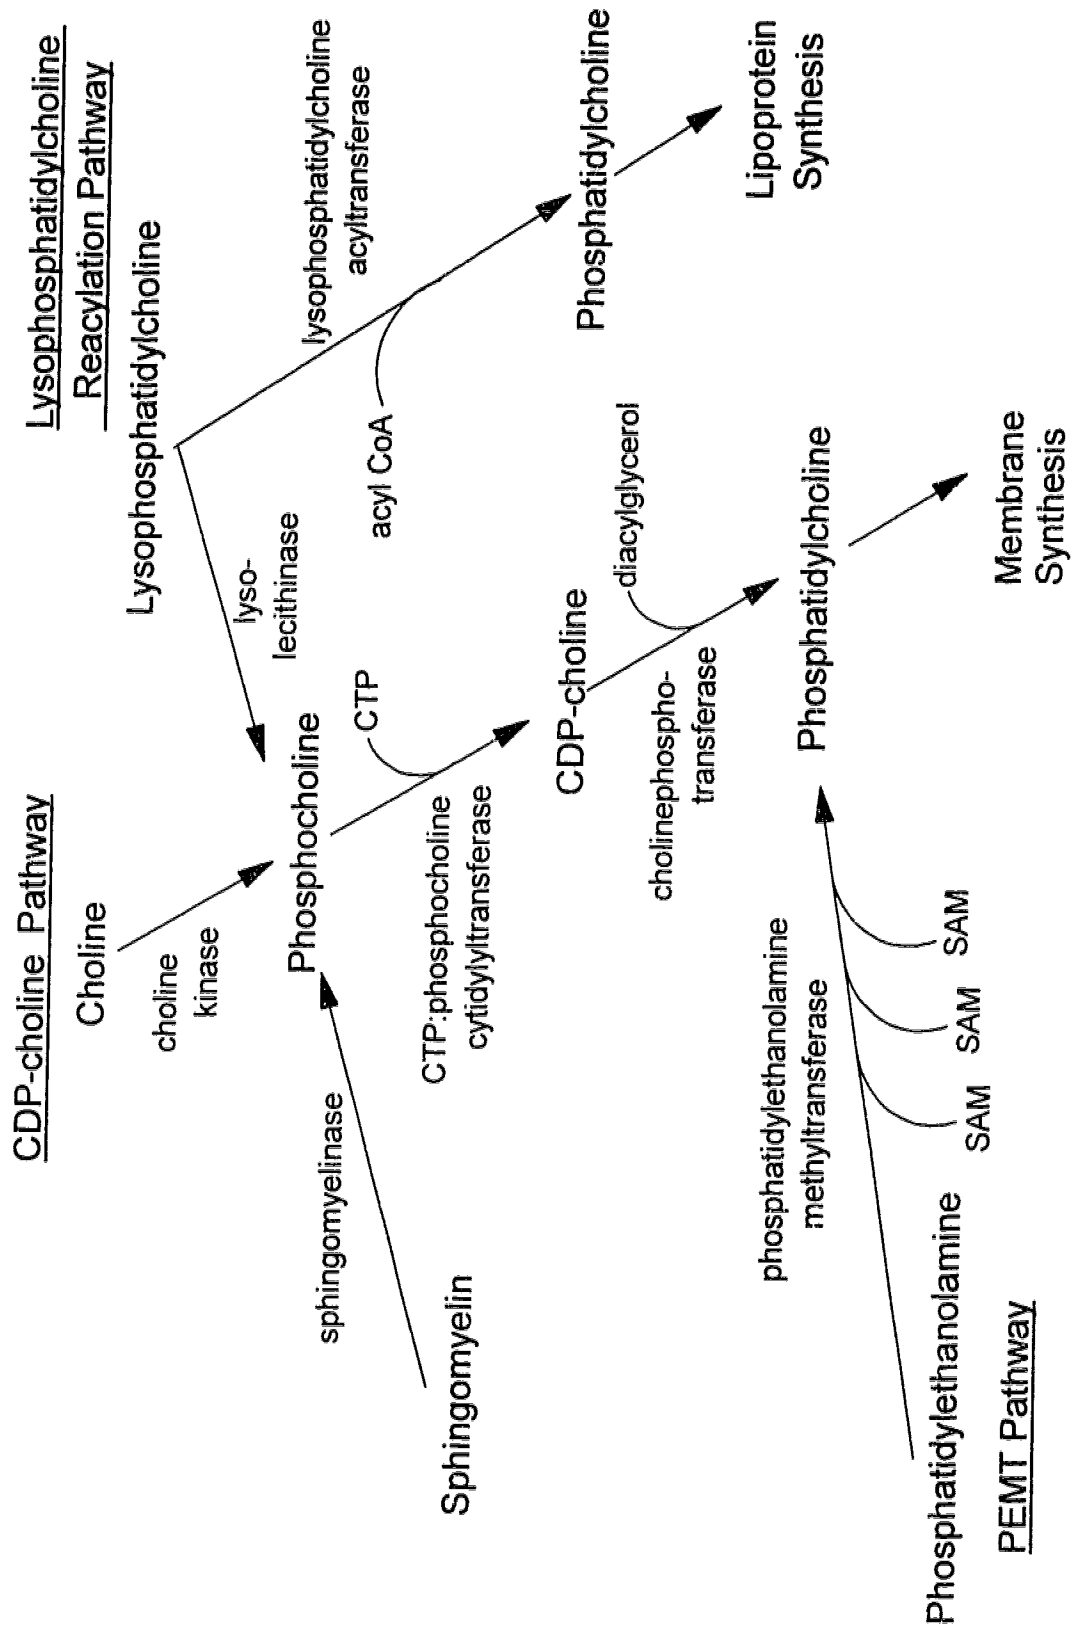 CDP-choline Pathway
Lysophosphatidylcholine
Reacylation Pathway
Choline
Lysophosphatidylcholine
choline
kinase
lyso-
lecithinase
lysophosphatidylcholine
acyltransferase
sphingomyelinase
Phosphocholine
CTP
acyl CoA
Sphingomyelin
CTP:phosphocholine
cytidylyltransferase
CDP-choline
diacylglycerol
Phosphatidylcholine
cholinephospho-
transferase
Lipoprotein
Synthesis
phosphatidylethanolamine
methyltransferase
Phosphatidylcholine
SAM
SAM
SAM
Phosphatidylethanolamine
PEMT Pathway
Membrane
Synthesis